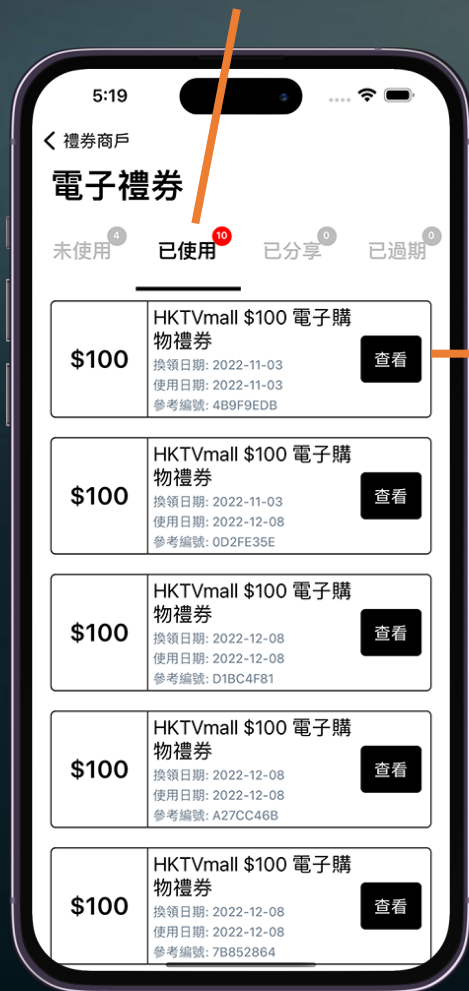 5:19
禮券商戶
電子禮券
未使用 4 已使用 10 已分享 0 已過期 0
$100
HKTVmall $100 電子購
物禮券
換領日期: 2022-11-03
使用日期: 2022-11-03
參考編號: 4B9F9EDB
查看
$100
HKTVmall $100 電子購
物禮券
換領日期: 2022-11-03
使用日期: 2022-12-08
參考編號: 0D2FE35E
查看
$100
HKTVmall $100 電子購
物禮券
換領日期: 2022-12-08
使用日期: 2022-12-08
參考編號: D1BC4F81
查看
$100
HKTVmall $100 電子購
物禮券
換領日期: 2022-12-08
使用日期: 2022-12-08
參考編號: A27CC46B
查看
$100
HKTVmall $100 電子購
物禮券
換領日期: 2022-12-08
使用日期: 2022-12-08
參考編號: 7B852864
查看